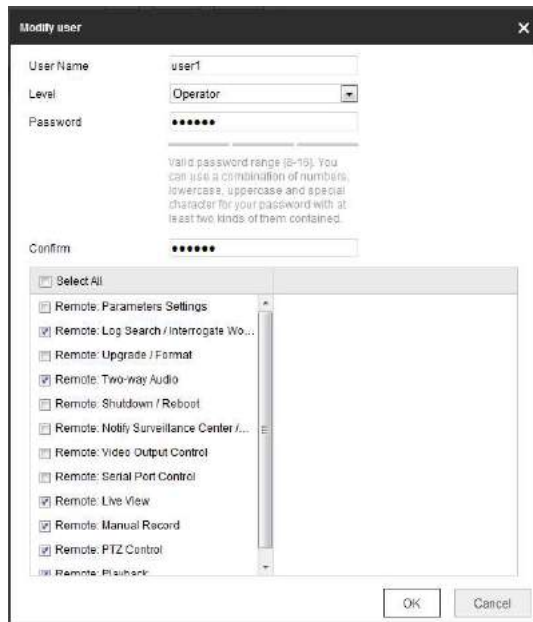 Modify user
User Name user1
Level Operator
Password ●●●●●●
Valid password range [8-16]. You
can use a combination of numbers,
lowercase, uppercase and special
character for your password with at
least two kinds of them contained.
Confirm ●●●●●●
Select All
Remote: Parameters Settings
Remote: Log Search / Interrogate Wo...
Remote: Upgrade / Format
Remote: Two-way Audio
Remote: Shutdown / Reboot
Remote: Notify Surveillance Center /...
Remote: Video Output Control
Remote: Serial Port Control
Remote: Live View
Remote: Manual Record
Remote: PTZ Control
Remote: Playback
OK Cancel